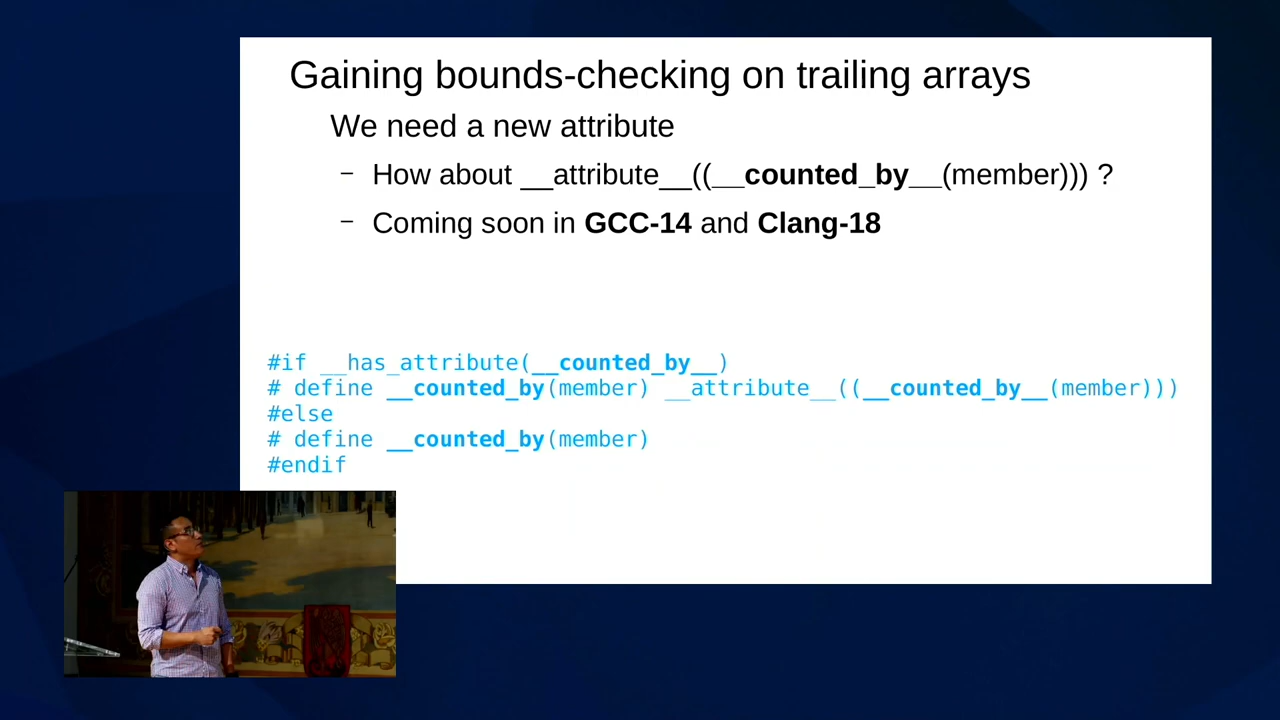 Gaining bounds-checking on trailing arrays
We need a new attribute
– How about __attribute__((__counted_by__(member))) ?
– Coming soon in GCC-14 and Clang-18
#if __has_attribute(__counted_by__)
# define __counted_by(member) __attribute__((__counted_by__(member)))
#else
# define __counted_by(member)
#endif